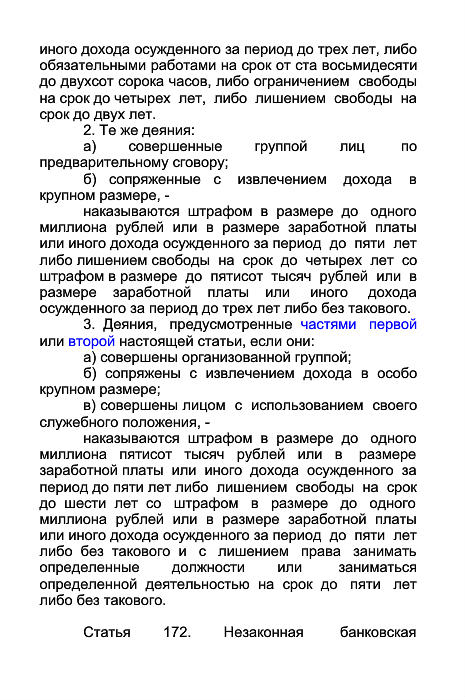 иного дохода осужденного за период до трех лет, либо
обязательными работами на срок от ста восьмидесяти
до двухсот сорока часов, либо ограничением свободы
на срок до четырех лет, либо лишением свободы на
срок до двух лет.
2. Те же деяния:
а) совершенные группой лиц по
предварительному сговору;
б) сопряженные с извлечением дохода в
крупном размере, -
наказываются штрафом в размере до одного
миллиона рублей или в размере заработной платы
или иного дохода осужденного за период до пяти лет
либо лишением свободы на срок до четырех лет со
штрафом в размере до пятисот тысяч рублей или в
размере заработной платы или иного дохода
осужденного за период до трех лет либо без такового.
3. Деяния, предусмотренные частями первой
или второй настоящей статьи, если они:
а) совершены организованной группой;
б) сопряжены с извлечением дохода в особо
крупном размере;
в) совершены лицом с использованием своего
служебного положения, -
наказываются штрафом в размере до одного
миллиона пятисот тысяч рублей или в размере
заработной платы или иного дохода осужденного за
период до пяти лет либо лишением свободы на срок
до шести лет со штрафом в размере до одного
миллиона рублей или в размере заработной платы
или иного дохода осужденного за период до пяти лет
либо без такового и с лишением права занимать
определенные должности или заниматься
определенной деятельностью на срок до пяти лет
либо без такового.
Статья 172. Незаконная банковская